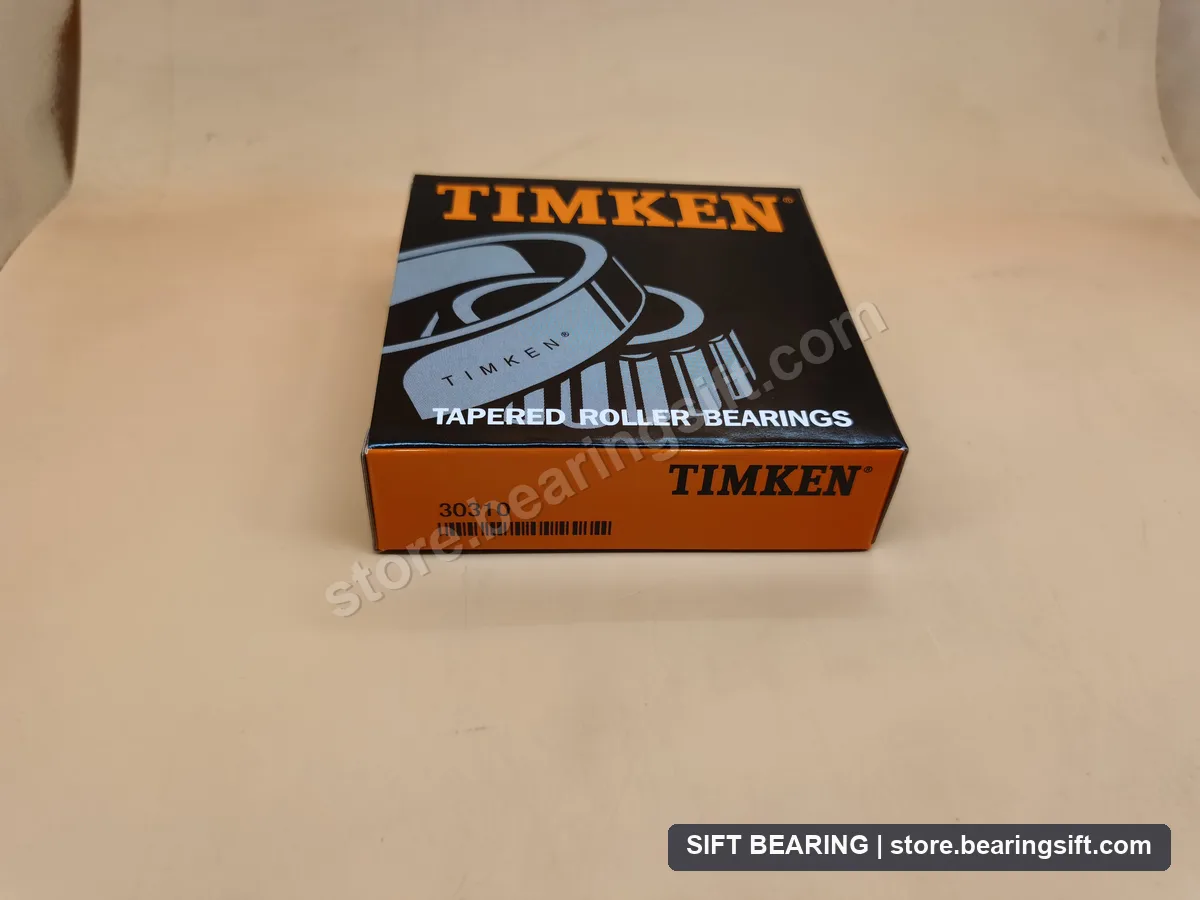 TIMKEN®
TIMKEN®
TAPERED ROLLER BEARINGS
TIMKEN®
30310
store.bearingsift.com
SIFT BEARING | store.bearingsift.com